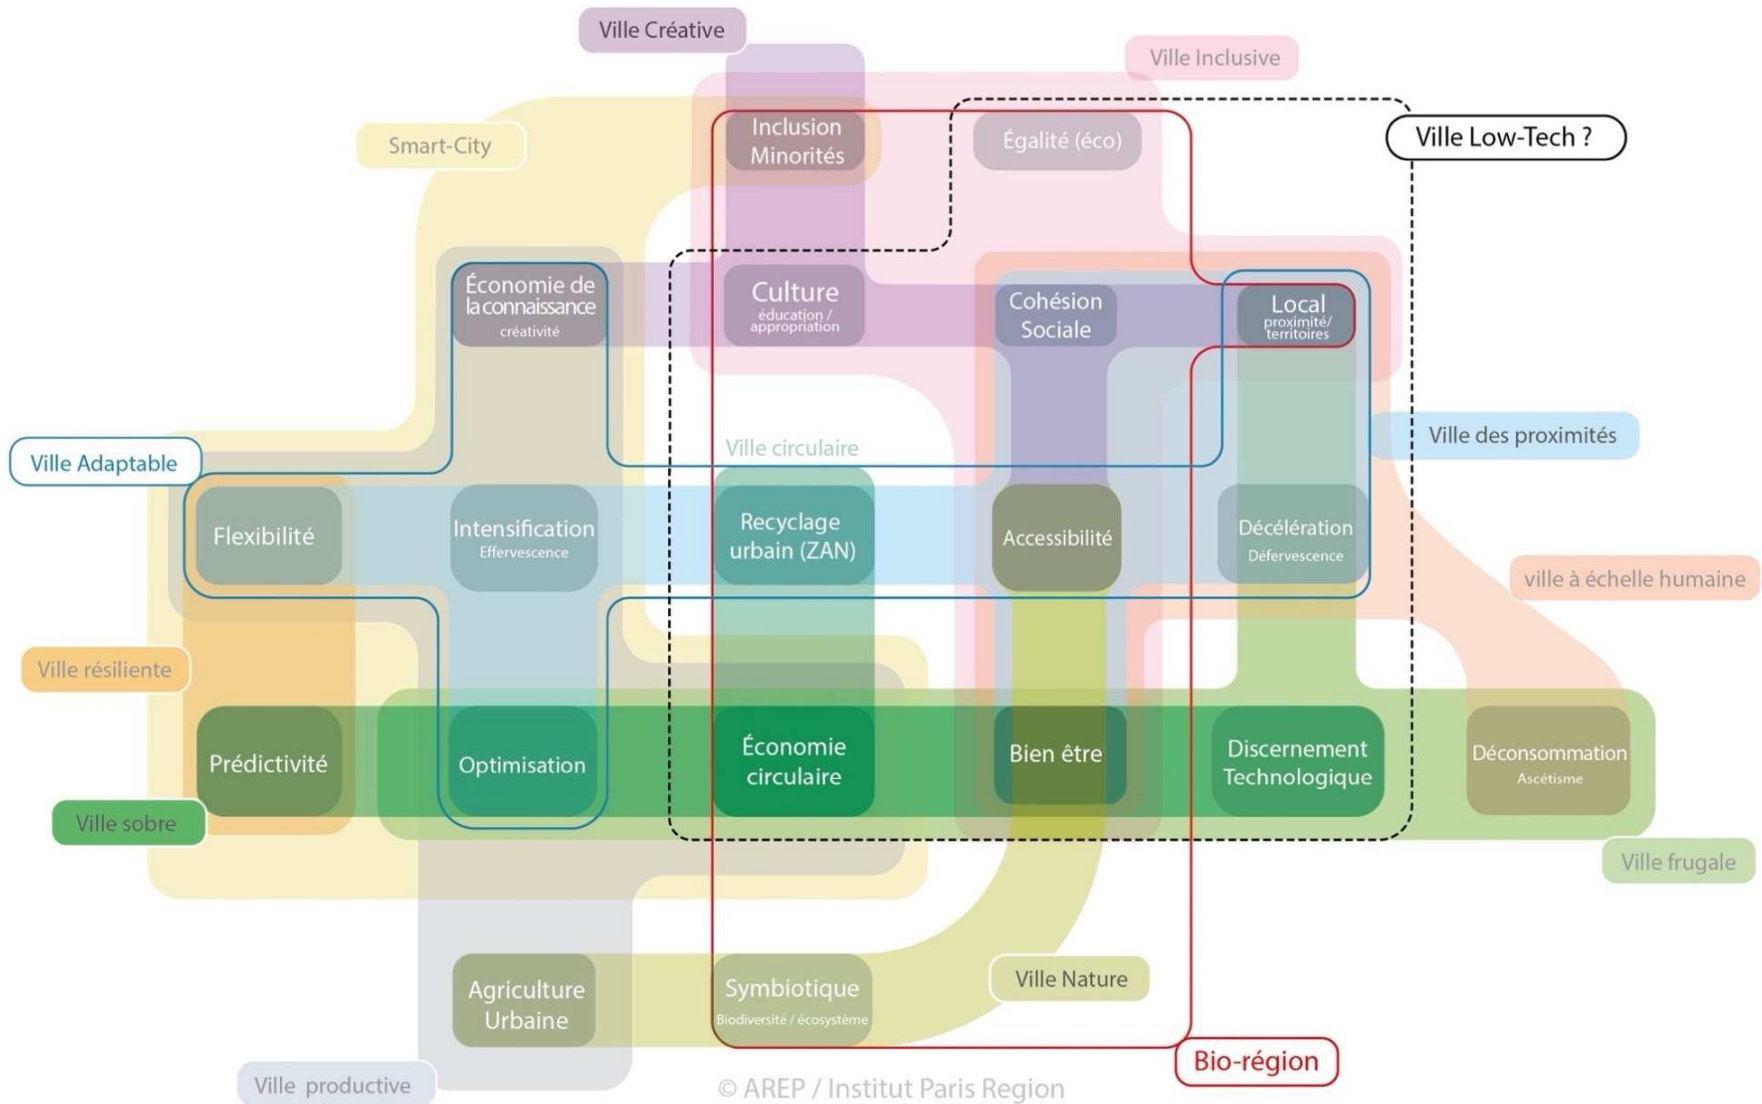 Ville Créative
Ville Inclusive
Smart-City
Inclusion
Minorités
Égalité (éco)
Ville Low-Tech ?
Économie de
la connaissance
créativité
Culture
éducation /
appropriation
Cohésion
Sociale
Local
proximité/
territoires
Ville Adaptable
Ville circulaire
Ville des proximités
Flexibilité
Intensification
Effervescence
Recyclage
urbain (ZAN)
Accessibilité
Décélération
Défervescence
ville à échelle humaine
Ville résiliente
Prédictivité
Optimisation
Économie
circulaire
Bien être
Discernement
Technologique
Déconsommation
Ascétisme
Ville sobre
Ville frugale
Agriculture
Urbaine
Symbiotique
Biodiversité / écosystème
Ville Nature
Bio-région
Ville productive
© AREP / Institut Paris Region